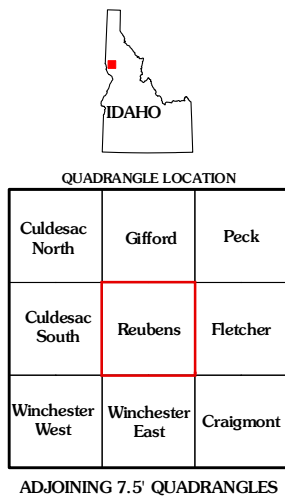 IDAHO
QUADRANGLE LOCATION
Culdesac
North
Gifford
Peck
Culdesac
South
Reubens
Fletcher
Winchester
West
Winchester
East
Craigmont
ADJOINING 7.5' QUADRANGLES